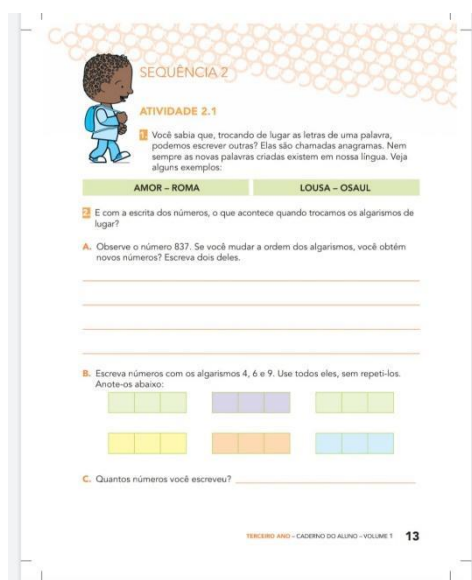 SEQUÊNCIA 2
ATIVIDADE 2.1
1. Você sabia que, trocando de lugar as letras de uma palavra,
podemos escrever outras? Elas são chamadas anagramas. Nem
sempre as novas palavras criadas existem em nossa língua. Veja
alguns exemplos:
AMOR – ROMA LOUSA – OSAUL
2. E com a escrita dos números, o que acontece quando trocamos os algarismos de
lugar?
A. Observe o número 837. Se você mudar a ordem dos algarismos, você obtém
novos números? Escreva dois deles.
B. Escreva números com os algarismos 4, 6 e 9. Use todos eles, sem repeti-los.
Anote-os abaixo:
C. Quantos números você escreveu?
TERCEIRO ANO – CADERNO DO ALUNO – VOLUME 1 13